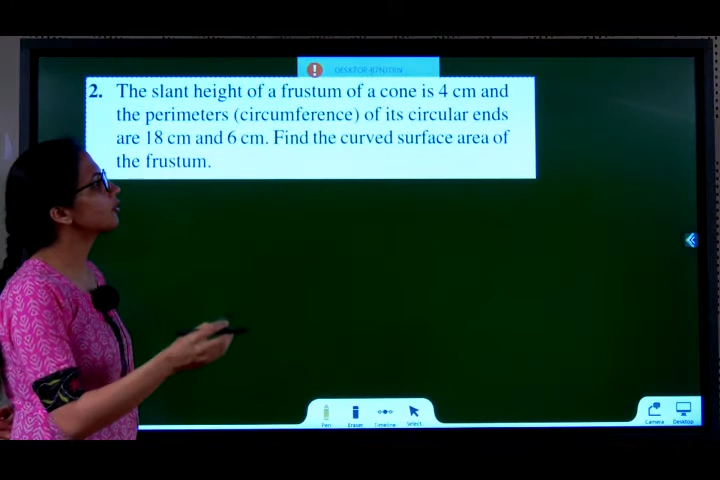 2. The slant height of a frustum of a cone is 4 cm and
the perimeters (circumference) of its circular ends
are 18 cm and 6 cm. Find the curved surface area of
the frustum.
Pen
Eraser
Timeline
Select
Camera
Desktop